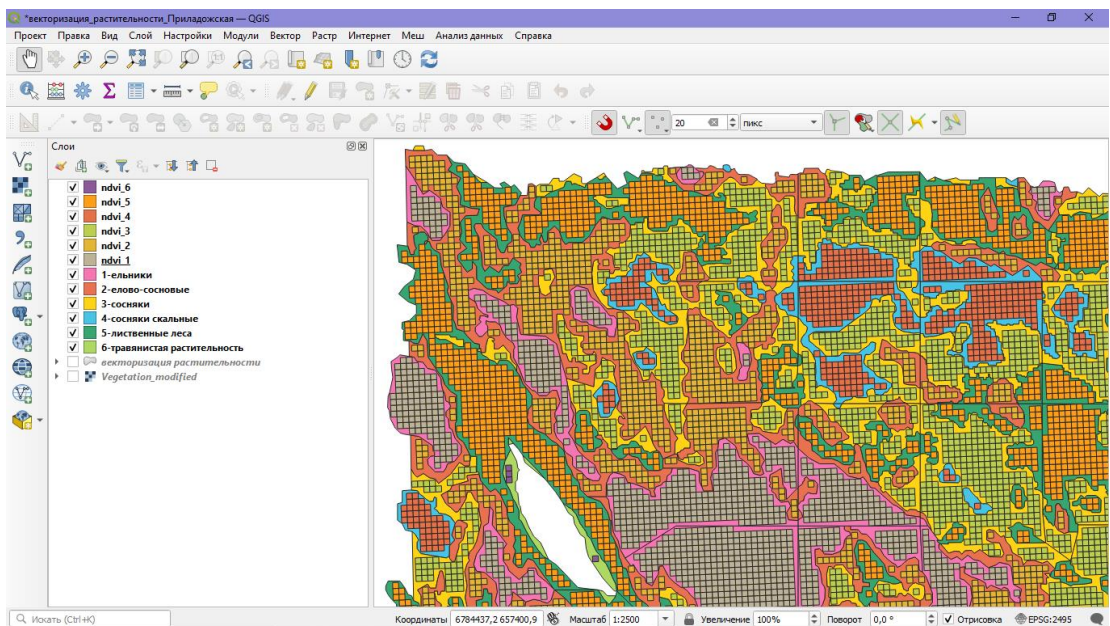 *векторизация_растительности_Приладожская — QGIS
Проект Правка Вид Слой Настройки Модули Вектор Растр Интернет Меш Анализ данных Справка
20 пикс
Слои
ndvi_6
ndvi_5
ndvi_4
ndvi_3
ndvi_2
ndvi 1
1-ельники
2-елово-сосновые
3-сосняки
4-сосняки скальные
5-лиственные леса
6-травянистая растительность
векторизация растительности
Vegetation_modified
Искать (Ctrl+K) Координаты 6784437,2 657400,9 Масштаб 1:2500 Увеличение 100% Поворот 0,0 ° Отрисовка EPSG:2495